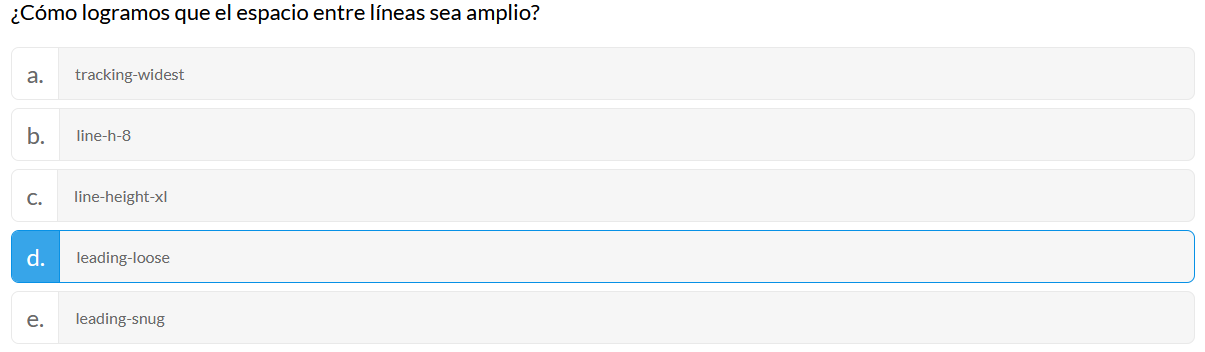 ¿Cómo logramos que el espacio entre líneas sea amplio?
a. tracking-widest
b. line-h-8
c. line-height-xl
d. leading-loose
e. leading-snug